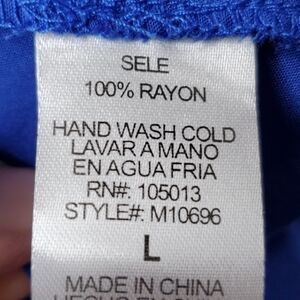 SELE
100% RAYON
HAND WASH COLD
LAVAR A MANO
EN AGUA FRIA
RN#: 105013
STYLE#: M10696
L
MADE IN CHINA